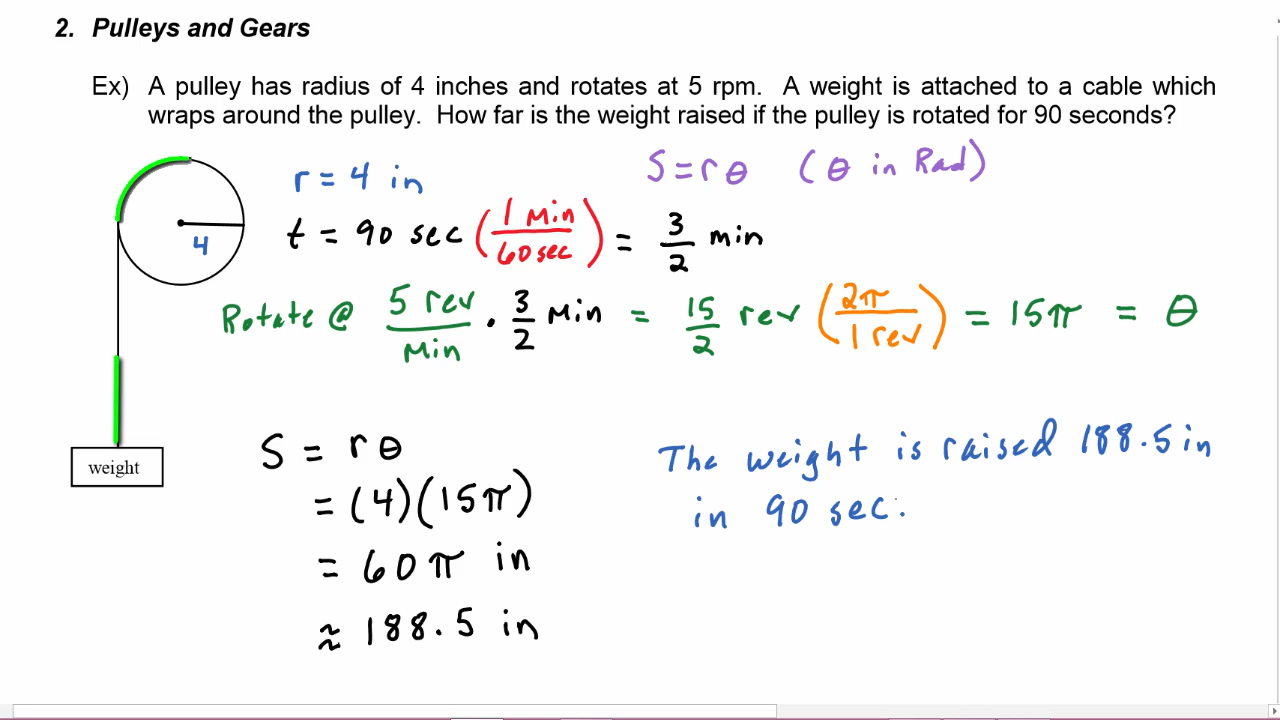 2. Pulleys and Gears
Ex) A pulley has radius of 4 inches and rotates at 5 rpm. A weight is attached to a cable which
wraps around the pulley. How far is the weight raised if the pulley is rotated for 90 seconds?
r = 4 in
S = rθ (θ in Rad)
t = 90 sec (1 Min / 60 sec) = 3/2 min
4
Rotate @ 5 rev / Min · 3/2 Min = 15/2 rev (2π / 1 rev) = 15π = θ
S = rθ
= (4)(15π)
= 60π in
≈ 188.5 in
The weight is raised 188.5 in
in 90 sec.
weight